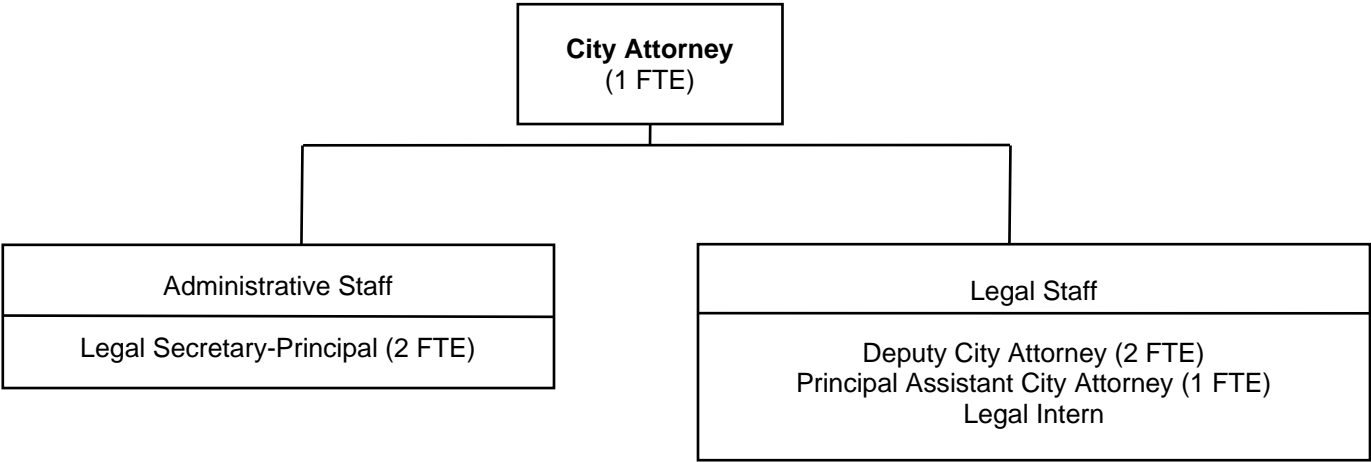 City Attorney
(1 FTE)
Administrative Staff
Legal Secretary-Principal (2 FTE)
Legal Staff
Deputy City Attorney (2 FTE)
Principal Assistant City Attorney (1 FTE)
Legal Intern